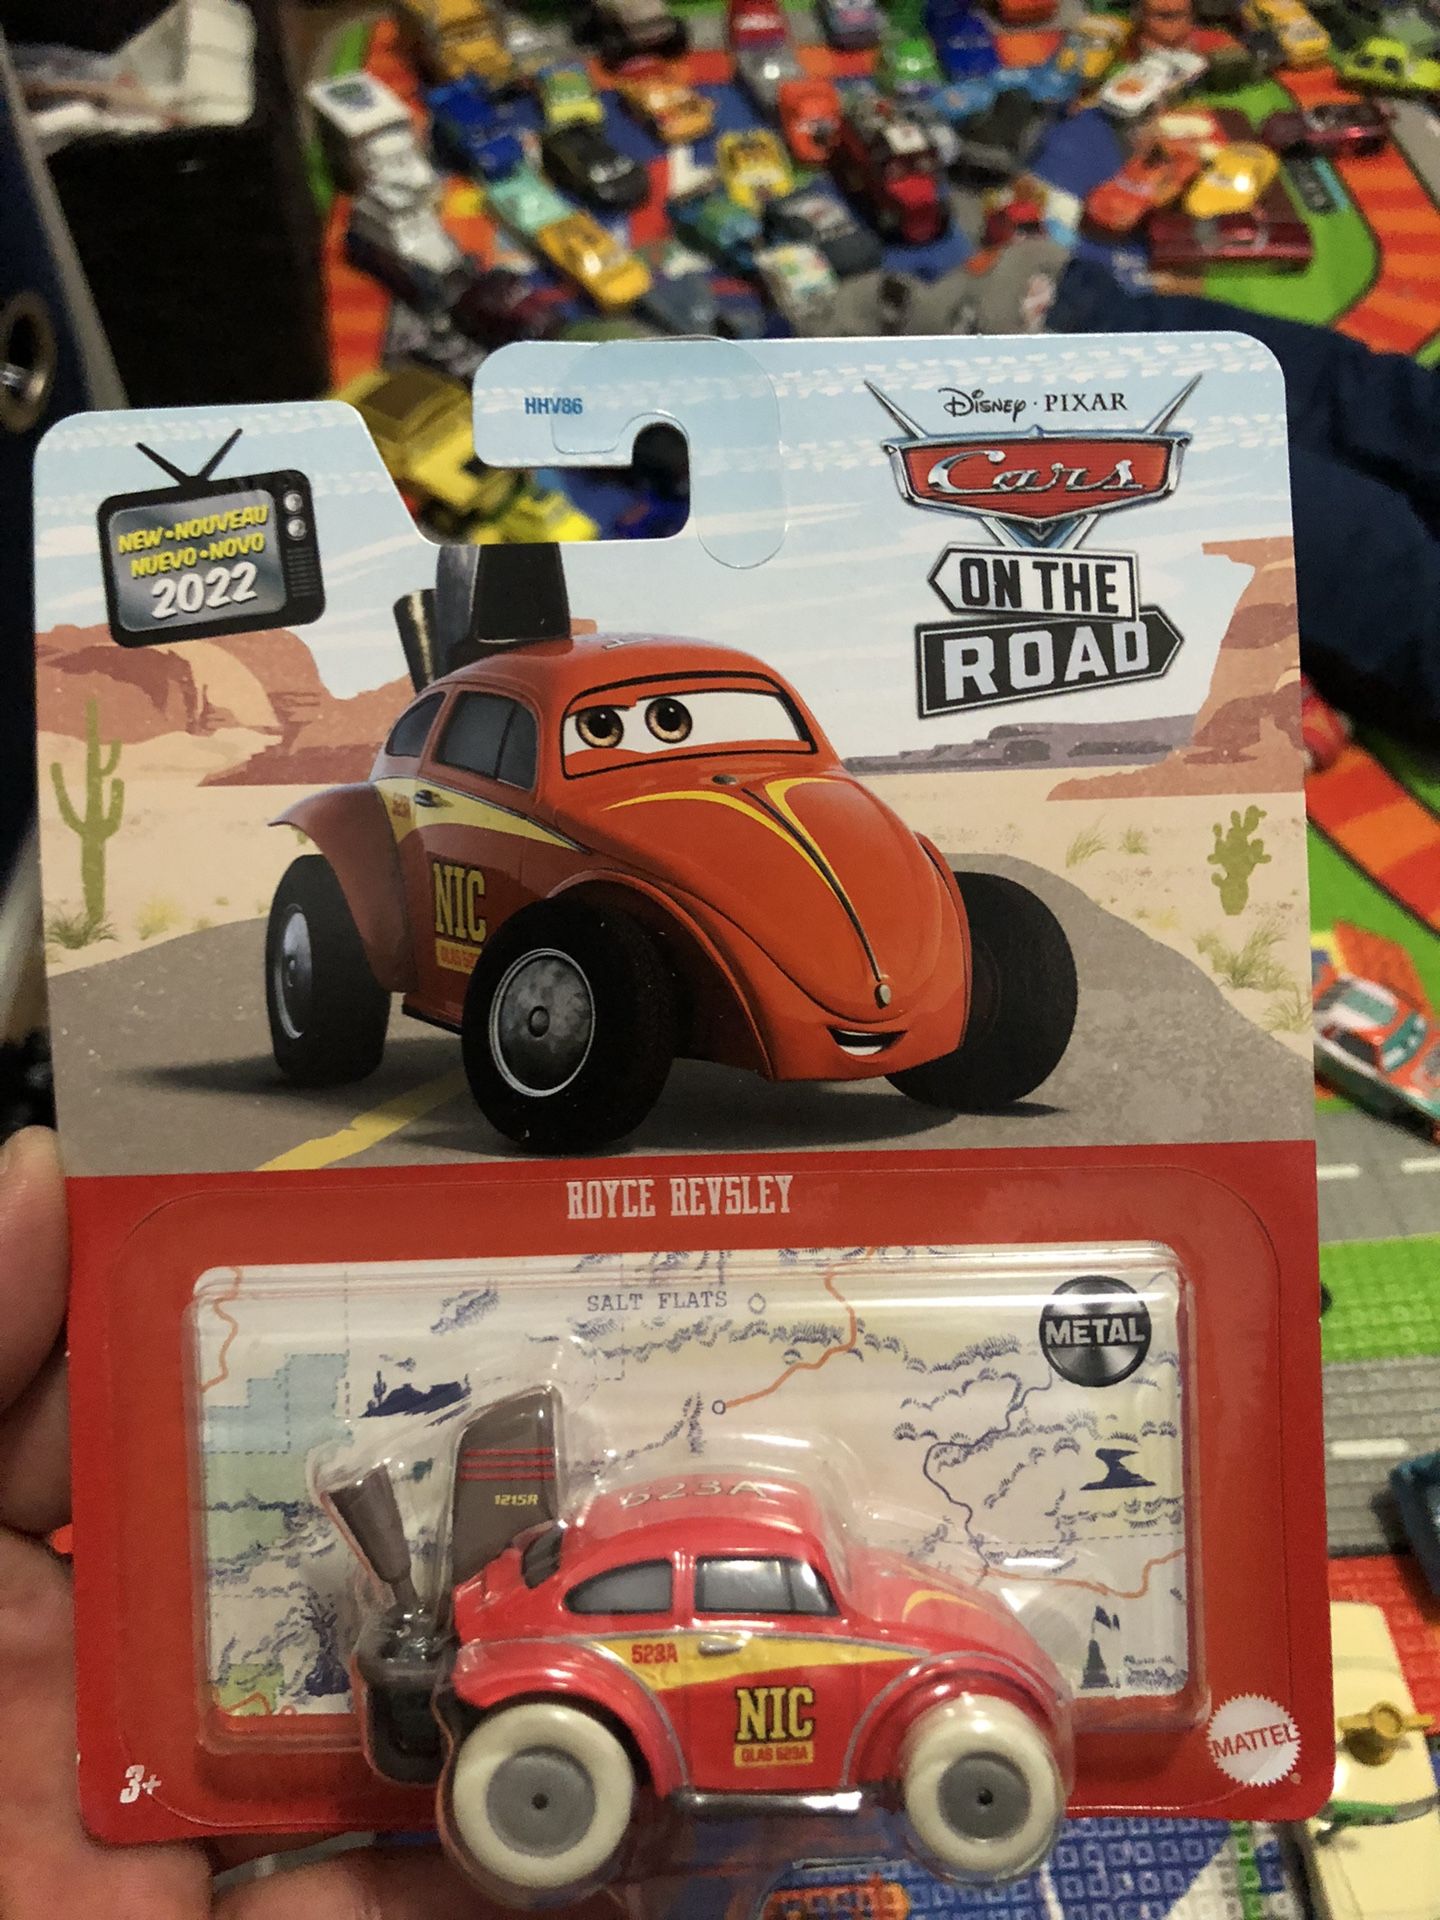 HHV86
DISNEY · PIXAR
Cars
ON THE
ROAD
NEW•NOUVEAU
NUEVO•NOVO
2022
NIC
ROYCE REVSLEY
SALT FLATS
METAL
1215R
523A
523A
NIC
GLAS 523A
MATTEL
3+